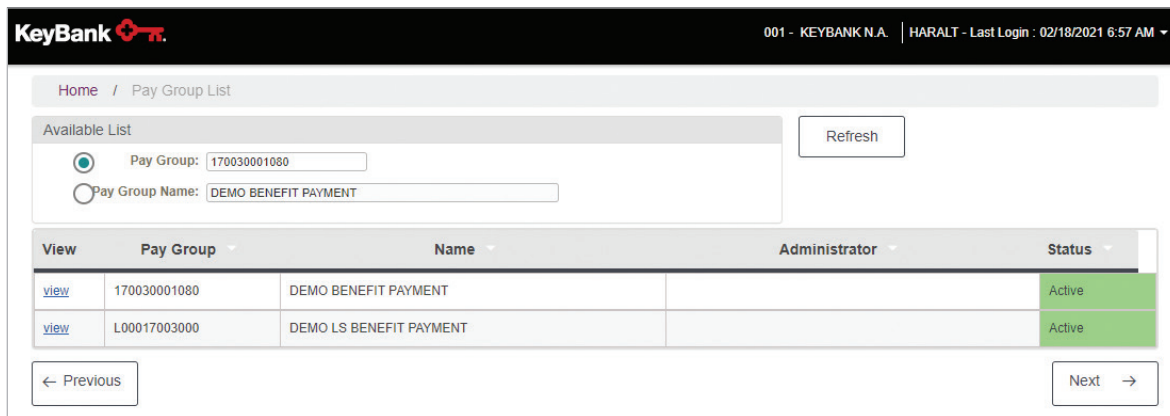 KeyBank
001 - KEYBANK N.A. | HARALT - Last Login : 02/18/2021 6:57 AM
Home / Pay Group List
Available List
Refresh
Pay Group: 170030001080
Pay Group Name: DEMO BENEFIT PAYMENT
View Pay Group Name Administrator Status
view 170030001080 DEMO BENEFIT PAYMENT Active
view L00017003000 DEMO LS BENEFIT PAYMENT Active
← Previous Next →